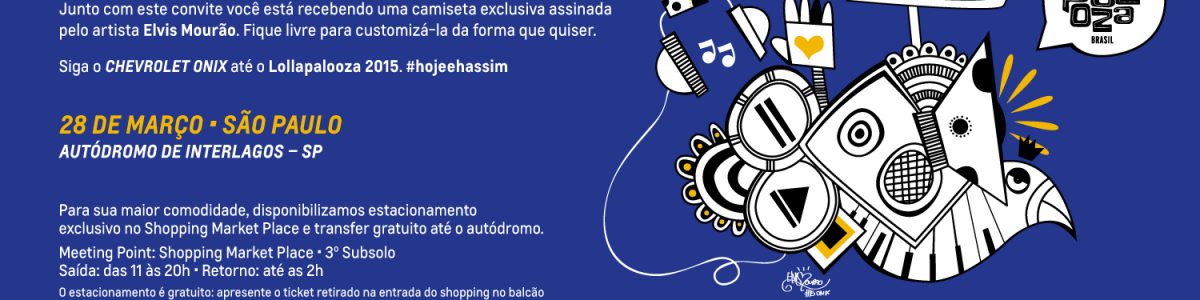 Junto com este convite você está recebendo uma camiseta exclusiva assinada
pelo artista Elvis Mourão. Fique livre para customizá-la da forma que quiser.
Siga o CHEVROLET ONIX até o Lollapalooza 2015. #hojeehassim
28 DE MARÇO • SÃO PAULO
AUTÓDROMO DE INTERLAGOS – SP
Para sua maior comodidade, disponibilizamos estacionamento
exclusivo no Shopping Market Place e transfer gratuito até o autódromo.
Meeting Point: Shopping Market Place • 3º Subsolo
Saída: das 11 às 20h • Retorno: até as 2h
O estacionamento é gratuito: apresente o ticket retirado na entrada do shopping no balcão
BRASIL